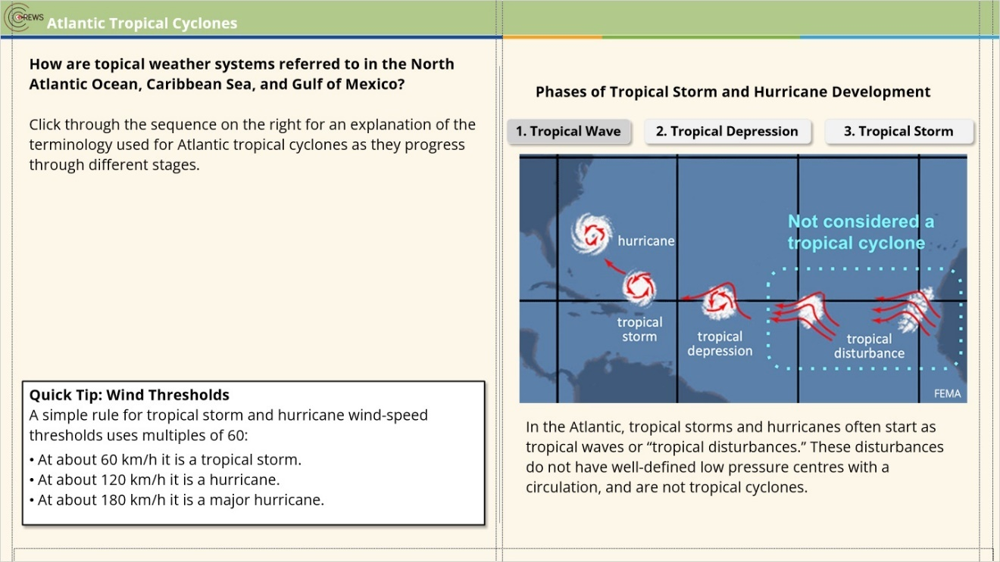 CREWS
Atlantic Tropical Cyclones
How are topical weather systems referred to in the North
Atlantic Ocean, Caribbean Sea, and Gulf of Mexico?
Click through the sequence on the right for an explanation of the
terminology used for Atlantic tropical cyclones as they progress
through different stages.
Quick Tip: Wind Thresholds
A simple rule for tropical storm and hurricane wind-speed
thresholds uses multiples of 60:
• At about 60 km/h it is a tropical storm.
• At about 120 km/h it is a hurricane.
• At about 180 km/h it is a major hurricane.
Phases of Tropical Storm and Hurricane Development
1. Tropical Wave
2. Tropical Depression
3. Tropical Storm
Not considered a
tropical cyclone
hurricane
tropical
storm
tropical
depression
tropical
disturbance
FEMA
In the Atlantic, tropical storms and hurricanes often start as
tropical waves or “tropical disturbances.” These disturbances
do not have well-defined low pressure centres with a
circulation, and are not tropical cyclones.